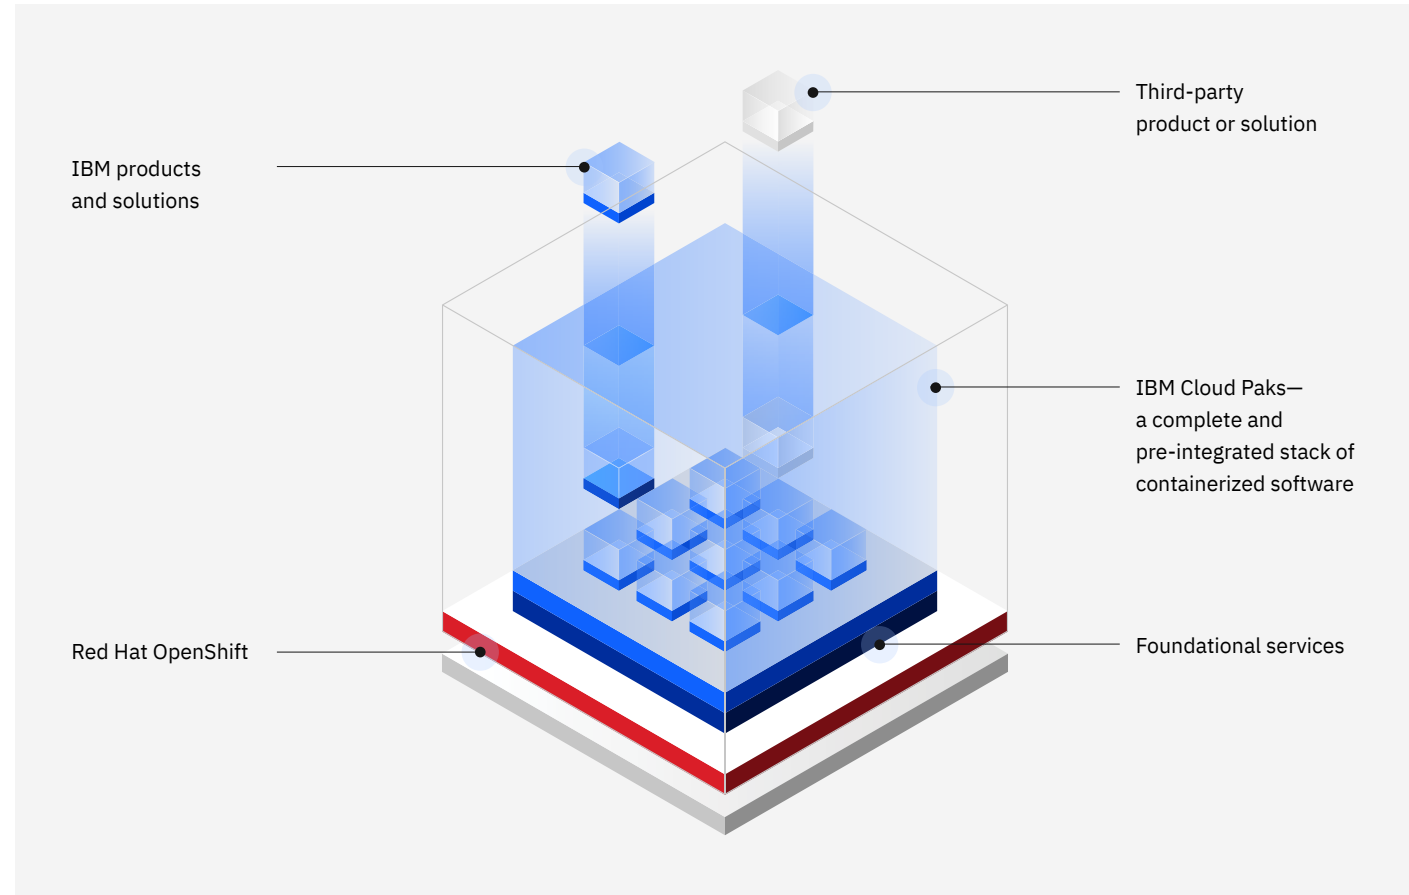 Third-party
product or solution
IBM products
and solutions
IBM Cloud Paks—
a complete and
pre-integrated stack of
containerized software
Red Hat OpenShift
Foundational services